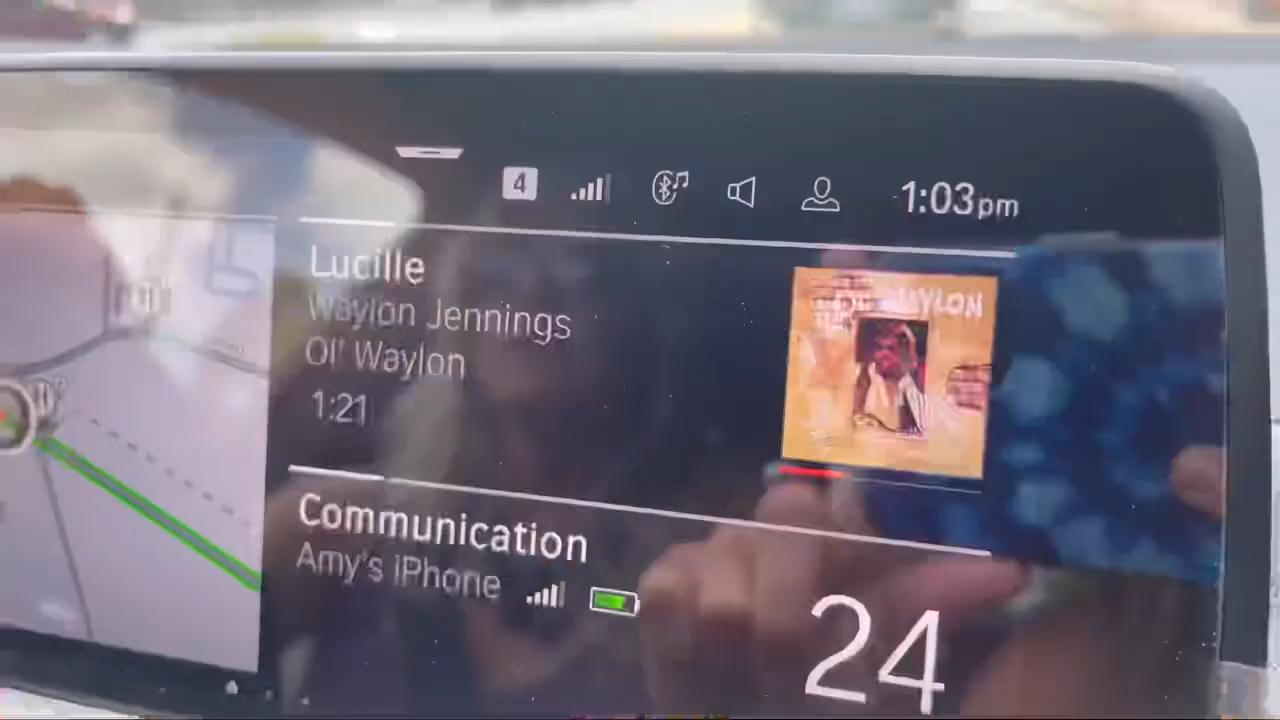 4
1:03pm
Lucille
Waylon Jennings
Ol' Waylon
1:21
OL' WAYLON
Communication
Amy's iPhone
24